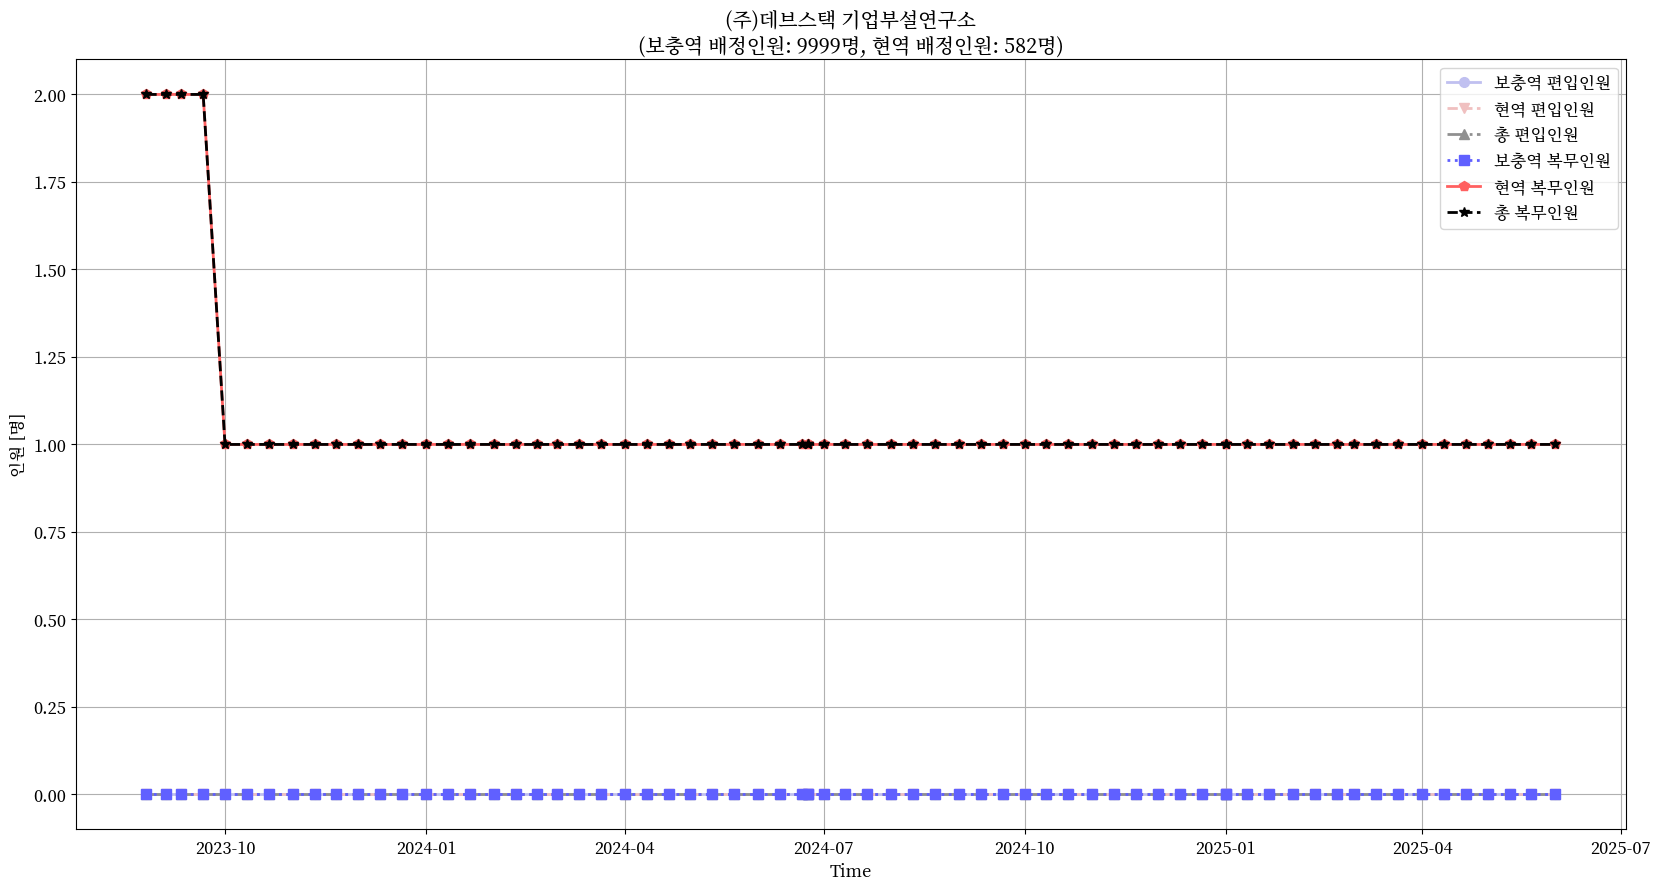 (주)데브스택 기업부설연구소
(보충역 배정인원: 9999명, 현역 배정인원: 582명)
보충역 편입인원
현역 편입인원
총 편입인원
보충역 복무인원
현역 복무인원
총 복무인원
인원 [명]
2.00
1.75
1.50
1.25
1.00
0.75
0.50
0.25
0.00
2023-10
2024-01
2024-04
2024-07
2024-10
2025-01
2025-04
2025-07
Time